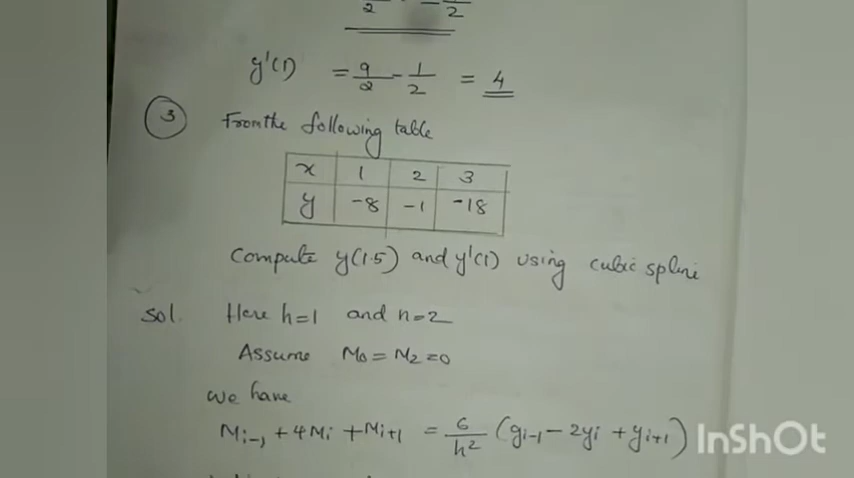 2 - 2
y'(1) = 9/2 - 1/2 = 4
3 From the following table
x 1 2 3
y -8 -1 -18
Compute y(1.5) and y'(1) using cubic spline
Sol. Here h=1 and n=2
Assume M₀ = M₂ = 0
we have
Mᵢ₋₁ + 4Mᵢ + Mᵢ₊₁ = 6/h² (yᵢ₋₁ - 2yᵢ + yᵢ₊₁)
InShOt